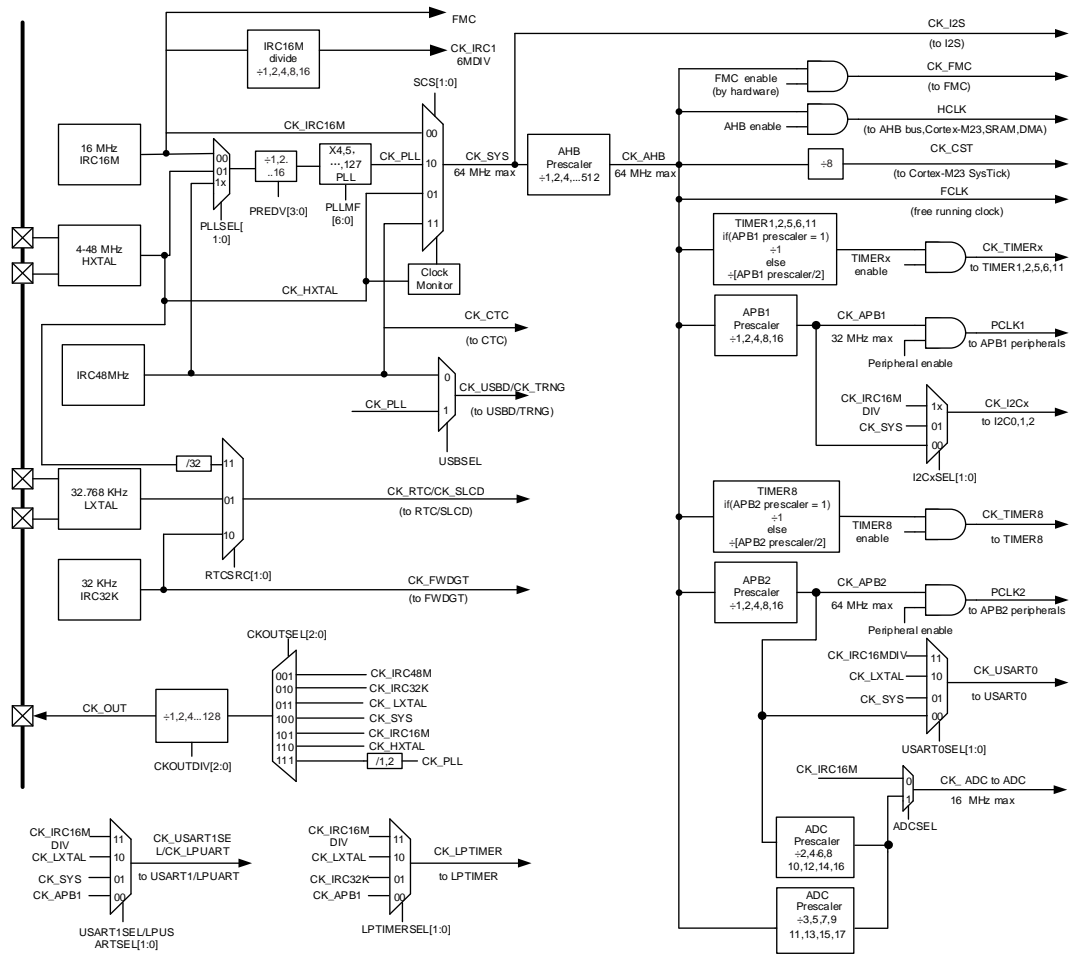 FMC
IRC16M
divide
÷1,2,4,8,16
CK_IRC1
6MDIV
SCS[1:0]
CK_I2S
(to I2S)
FMC enable
(by hardware)
CK_FMC
(to FMC)
AHB enable
HCLK
(to AHB bus,Cortex-M23,SRAM,DMA)
16 MHz
IRC16M
CK_IRC16M
00
01
1x
PLLSEL[
1:0]
÷1,2.
..16
PREDV[3:0]
X4,5,
…,127
PLL
PLLMF
[6:0]
CK_PLL
00
10
01
11
CK_SYS
64 MHz max
AHB
Prescaler
÷1,2,4,...512
CK_AHB
64 MHz max
÷8
CK_CST
(to Cortex-M23 SysTick)
FCLK
(free running clock)
4-48 MHz
HXTAL
CK_HXTAL
Clock
Monitor
TIMER1,2,5,6,11
if(APB1 prescaler = 1)
÷1
else
÷[APB1 prescaler/2]
TIMERx
enable
CK_TIMERx
to TIMER1,2,5,6,11
CK_CTC
(to CTC)
APB1
Prescaler
÷1,2,4,8,16
CK_APB1
32 MHz max
Peripheral enable
PCLK1
to APB1 peripherals
IRC48MHz
CK_PLL
0
1
CK_USBD/CK_TRNG
(to USBD/TRNG)
USBSEL
CK_IRC16M
DIV
CK_SYS
1x
01
00
CK_I2Cx
to I2C0,1,2
I2CxSEL[1:0]
/32
11
01
10
32.768 KHz
LXTAL
CK_RTC/CK_SLCD
(to RTC/SLCD)
RTCSRC[1:0]
TIMER8
if(APB2 prescaler = 1)
÷1
else
÷[APB2 prescaler/2]
TIMER8
enable
CK_TIMER8
to TIMER8
32 KHz
IRC32K
CK_FWDGT
(to FWDGT)
APB2
Prescaler
÷1,2,4,8,16
CK_APB2
64 MHz max
Peripheral enable
PCLK2
to APB2 peripherals
CKOUTSEL[2:0]
001
010
011
100
101
110
111
CK_IRC48M
CK_IRC32K
CK_LXTAL
CK_SYS
CK_IRC16M
CK_HXTAL
/1,2
CK_PLL
CK_OUT
÷1,2,4...128
CKOUTDIV[2:0]
CK_IRC16MDIV
CK_LXTAL
CK_SYS
11
10
01
00
CK_USART0
to USART0
USART0SEL[1:0]
CK_IRC16M
0
1
CK_ ADC to ADC
16 MHz max
ADCSEL
ADC
Prescaler
÷2,4,6,8
10,12,14,16
ADC
Prescaler
÷3,5,7,9
11,13,15,17
CK_IRC16M
DIV
CK_LXTAL
CK_SYS
CK_APB1
11
10
01
00
CK_USART1SE
L/CK_LPUART
to USART1/LPUART
USART1SEL/LPUS
ARTSEL[1:0]
CK_IRC16M
DIV
CK_LXTAL
CK_IRC32K
CK_APB1
11
10
01
00
CK_LPTIMER
to LPTIMER
LPTIMERSEL[1:0]